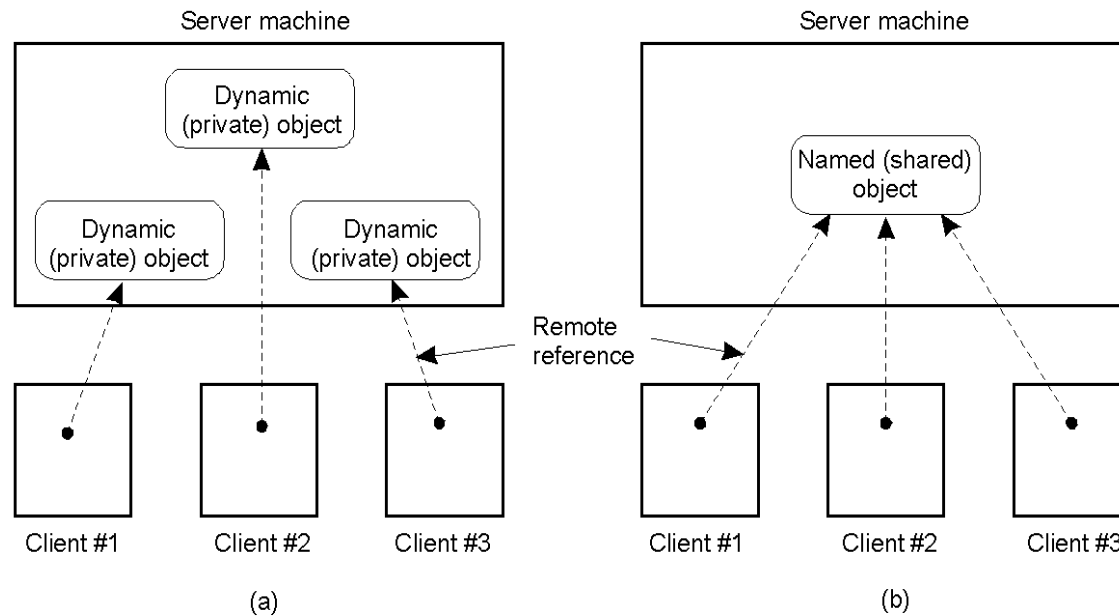 Server machine
Dynamic
(private) object
Dynamic
(private) object
Dynamic
(private) object
Remote
reference
Client #1
Client #2
Client #3
(a)
Server machine
Named (shared)
object
Client #1
Client #2
Client #3
(b)